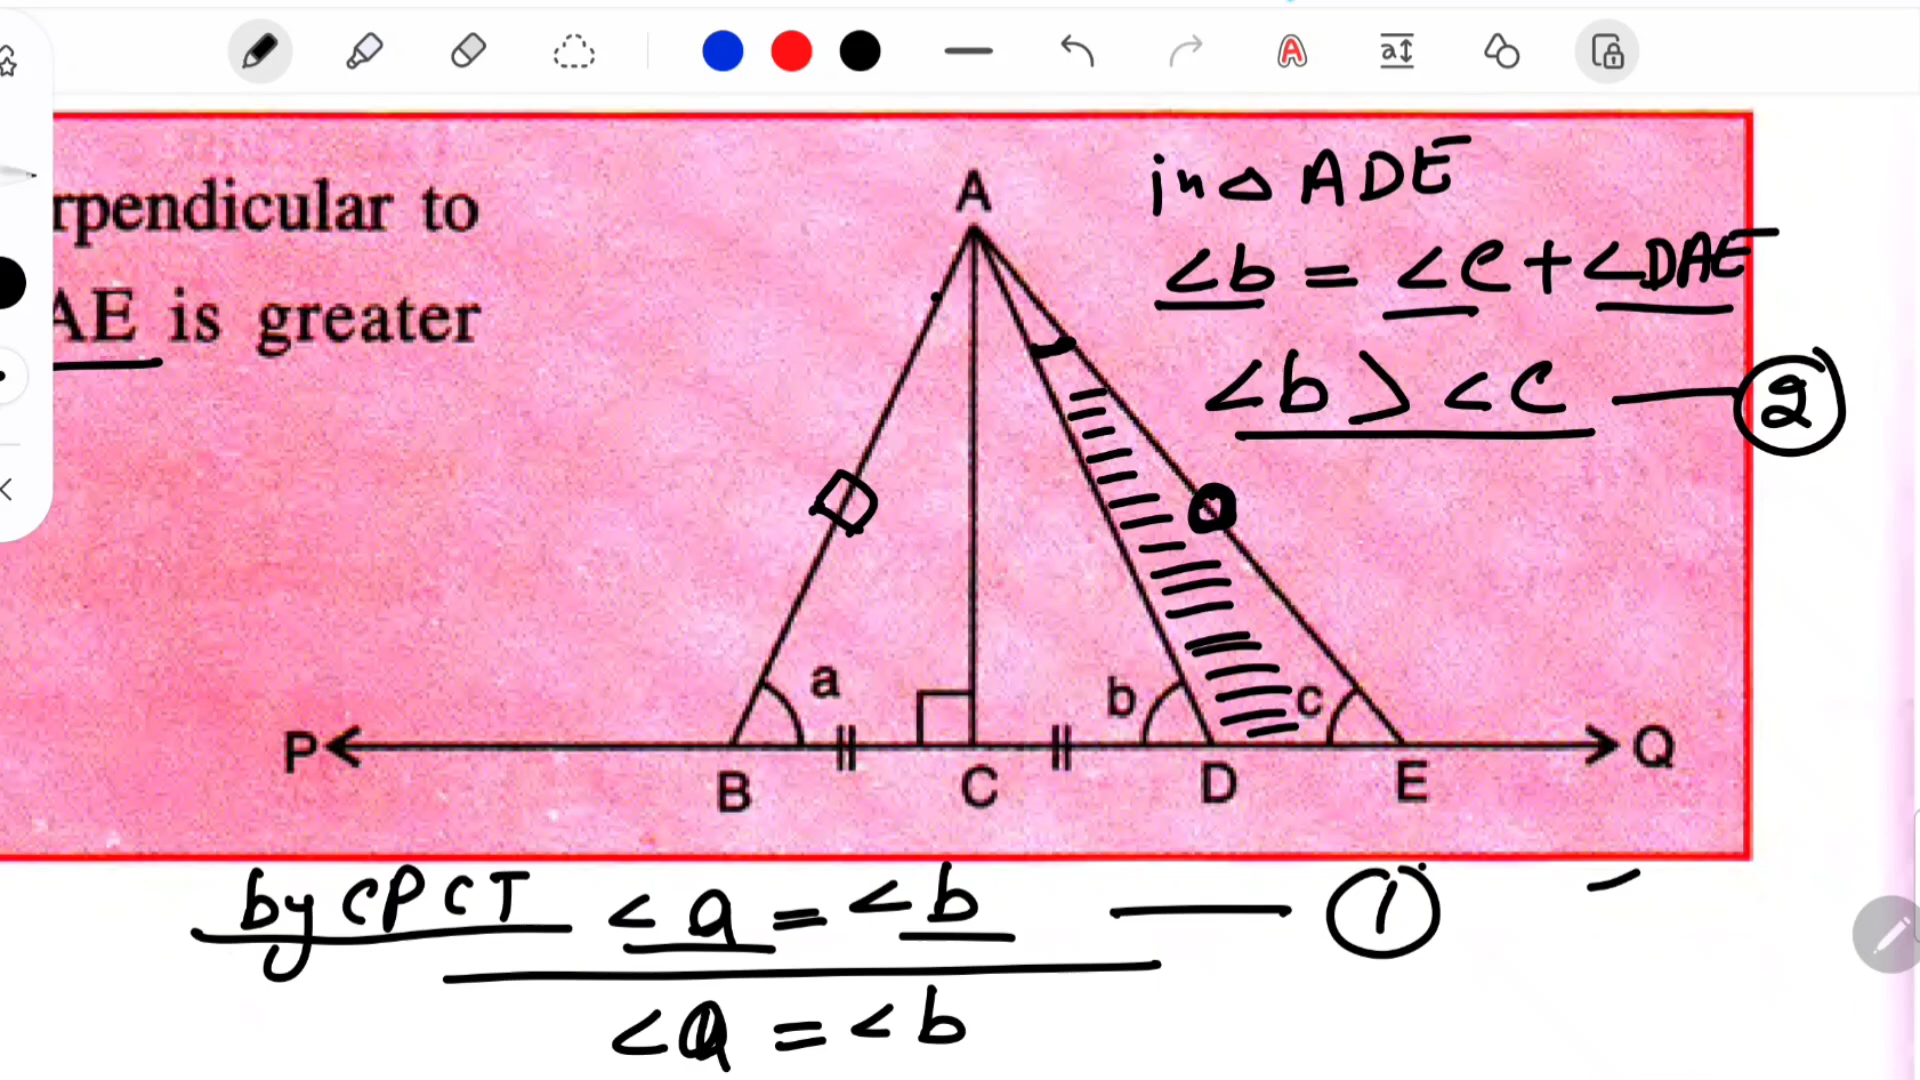 rpendicular to
AE is greater
A
in △ ADE
∠b = ∠C + ∠DAE
∠b > ∠C — ②
a
b
c
P
B
C
D
E
Q
by CPCT ∠a = ∠b — ①
∠a = ∠b